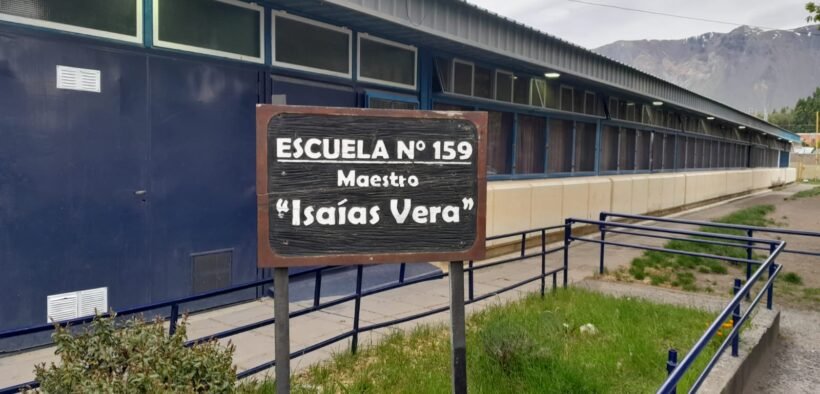 ESCUELA Nº 159
Maestro
"Isaías Vera"